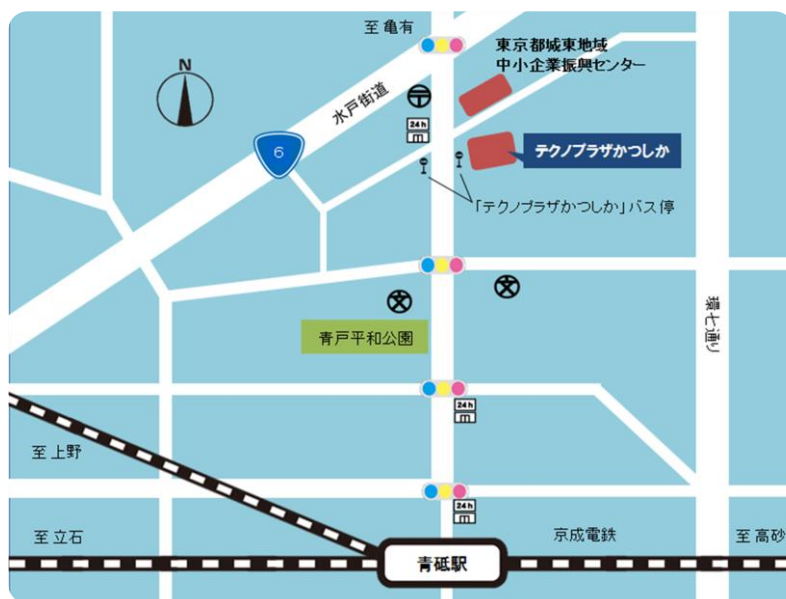 至 亀有
東京都城東地域
中小企業振興センター
N
水戸街道
24h
6
テクノプラザかつしか
「テクノプラザかつしか」バス停
文
文
環七通り
青戸平和公園
24h
至 上野
24h
至 立石
京成電鉄
至 高砂
青砥駅